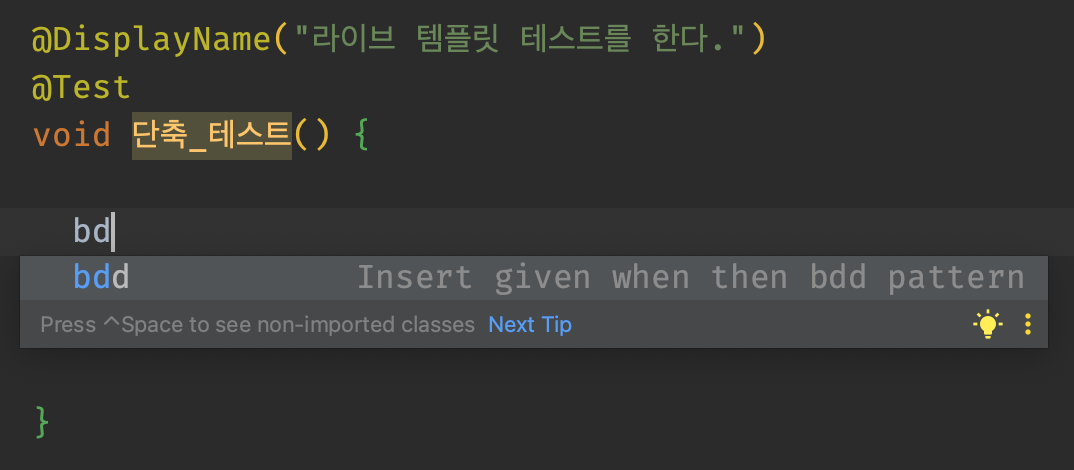 @DisplayName("라이브 템플릿 테스트를 한다.")
@Test
void 단축_테스트() {
bd
bdd Insert given when then bdd pattern
Press ^Space to see non-imported classes Next Tip
}